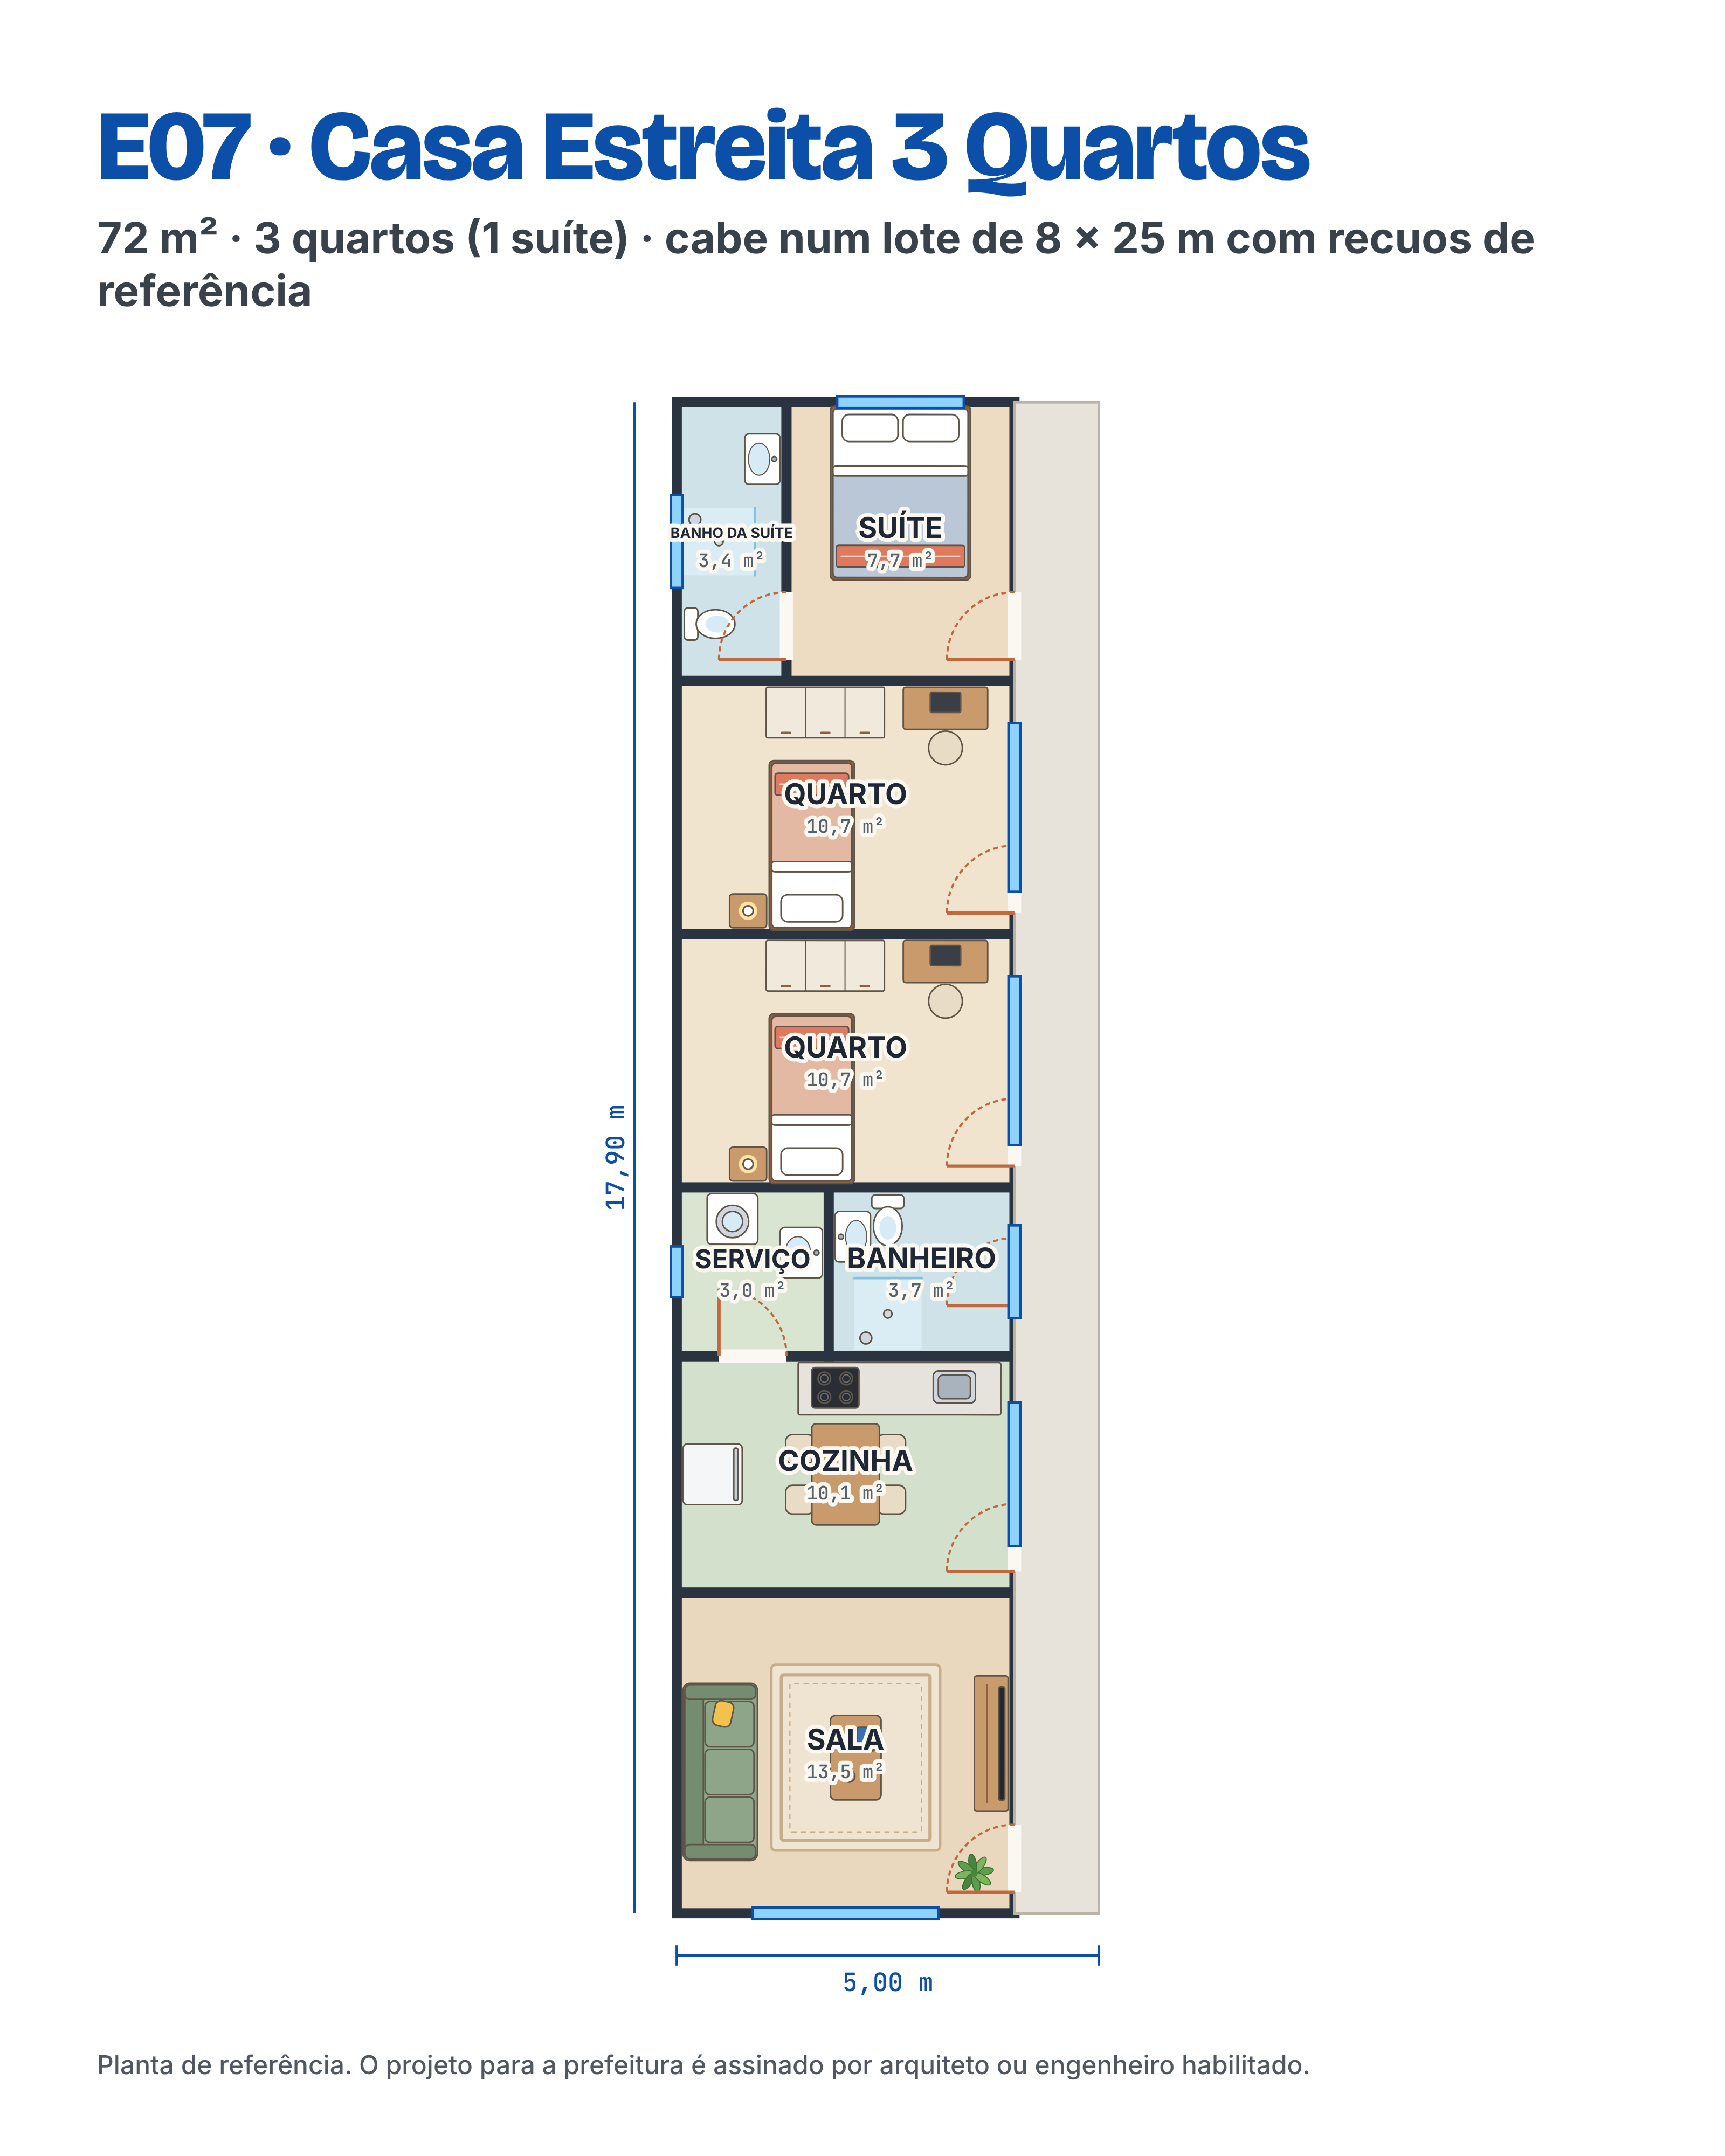 E07 · Casa Estreita 3 Quartos
72 m² · 3 quartos (1 suíte) · cabe num lote de 8 × 25 m com recuos de
referência
BANHO DA SUÍTE
3,4 m²
SUÍTE
7,7 m²
QUARTO
10,7 m²
QUARTO
10,7 m²
17,90 m
SERVIÇO
3,0 m²
BANHEIRO
3,7 m²
COZINHA
10,1 m²
SALA
13,5 m²
5,00 m
Planta de referência. O projeto para a prefeitura é assinado por arquiteto ou engenheiro habilitado.